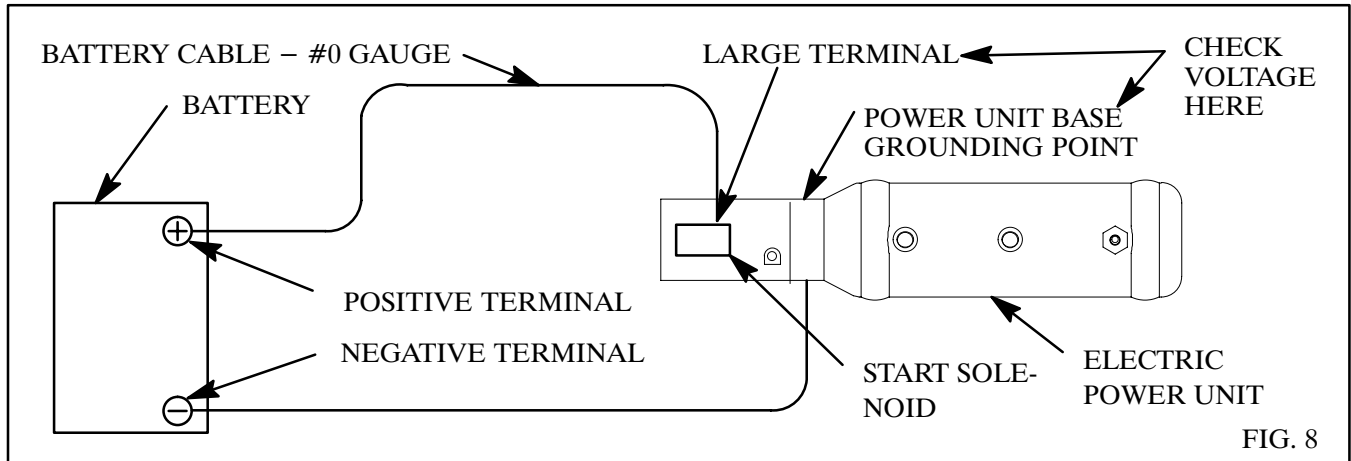 BATTERY CABLE – #0 GAUGE
LARGE TERMINAL
CHECK
VOLTAGE
HERE
BATTERY
POWER UNIT BASE
GROUNDING POINT
+
POSITIVE TERMINAL
NEGATIVE TERMINAL
−
START SOLE-
NOID
ELECTRIC
POWER UNIT
FIG. 8